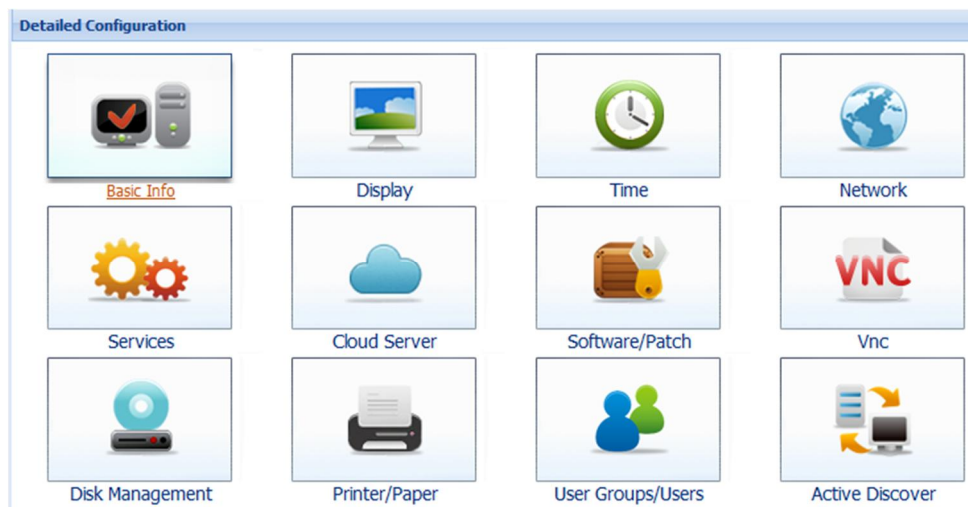 Detailed Configuration
Basic Info
Display
Time
Network
VNC
Services
Cloud Server
Software/Patch
Vnc
Disk Management
Printer/Paper
User Groups/Users
Active Discover